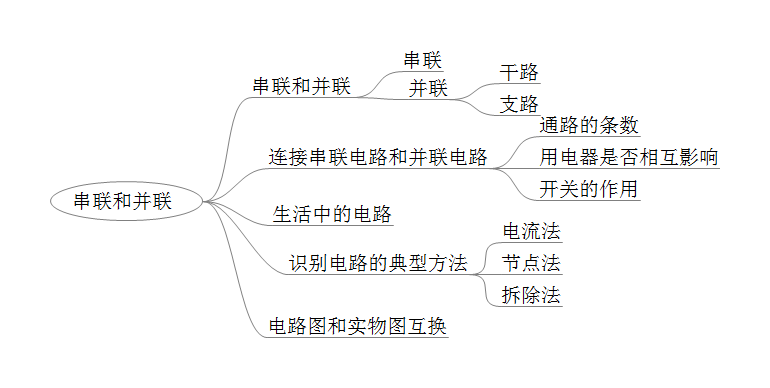 串联和并联
串联和并联
串联
并联
干路
支路
连接串联电路和并联电路
通路的条数
用电器是否相互影响
开关的作用
生活中的电路
识别电路的典型方法
电流法
节点法
拆除法
电路图和实物图互换